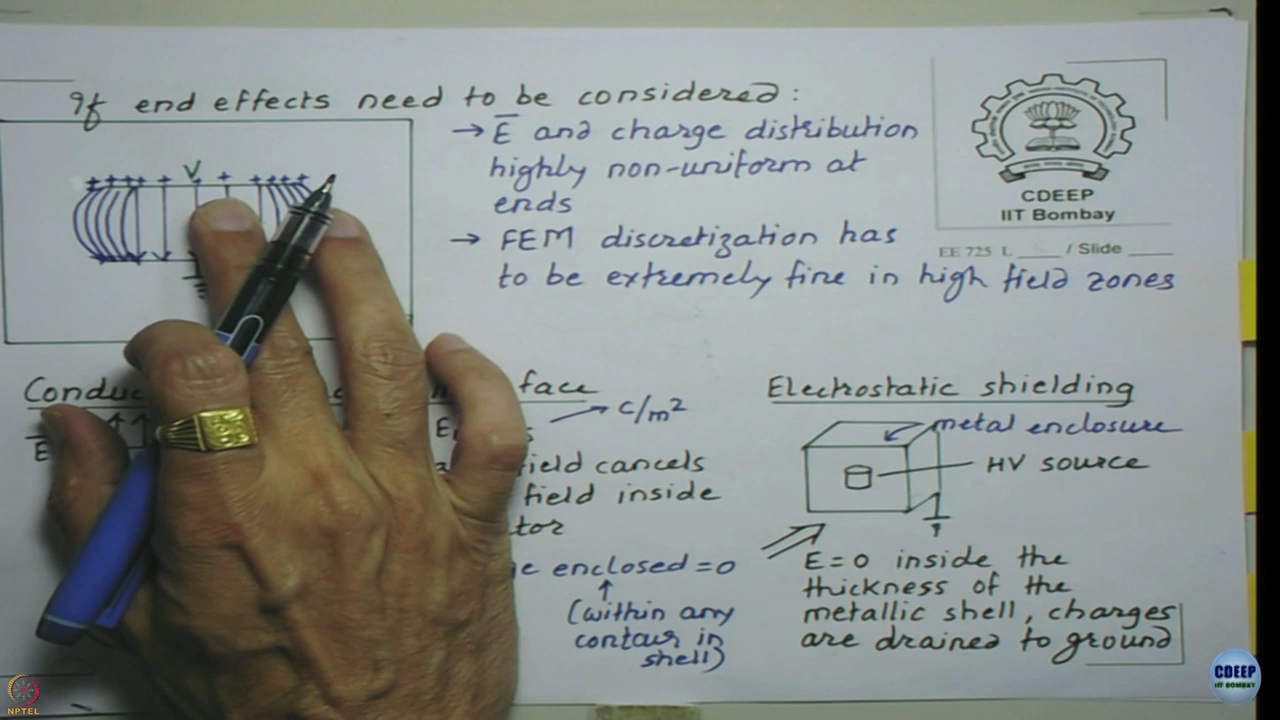 If end effects need to be considered:
→ E̅ and charge distribution
highly non-uniform at
ends
→ FEM discretization has
to be extremely fine in high field zones
+ + + + + V + + + + +
CDEEP
IIT Bombay
EE 725 L ____ / Slide ____
face
C/m²
field cancels
field inside
enclosed = 0
(within any
contour in
shell)
Electrostatic shielding
metal enclosure
HV source
E = 0 inside the
thickness of the
metallic shell, charges
are drained to ground
NPTEL
CDEEP
IIT BOMBAY